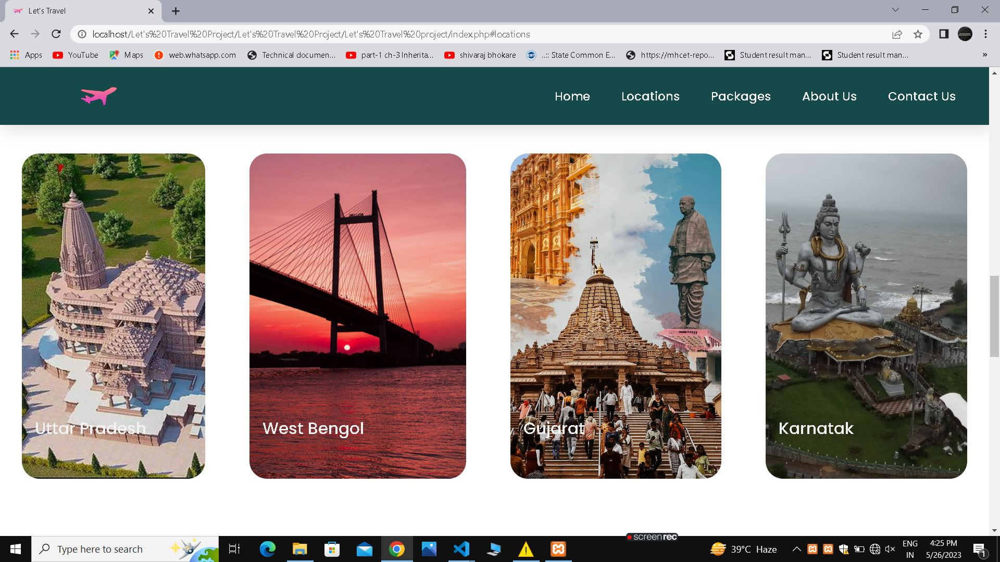 Let's Travel
localhost/Let's%20Travel%20Project/Let's%20Travel%20Project/Let's%20Travel%20project/index.php#locations
Apps YouTube Maps web.whatsapp.com Technical documen... part-1 ch-3 Inherita... shivaraj bhokare ..:: State Common E... https://mhcet-repo... Student result man... Student result man... »
Home Locations Packages About Us Contact Us
Uttar Pradesh West Bengol Gujarat Karnatak
screenrec
Type here to search 39°C Haze ENG 4:25 PM
IN 5/26/2023 1